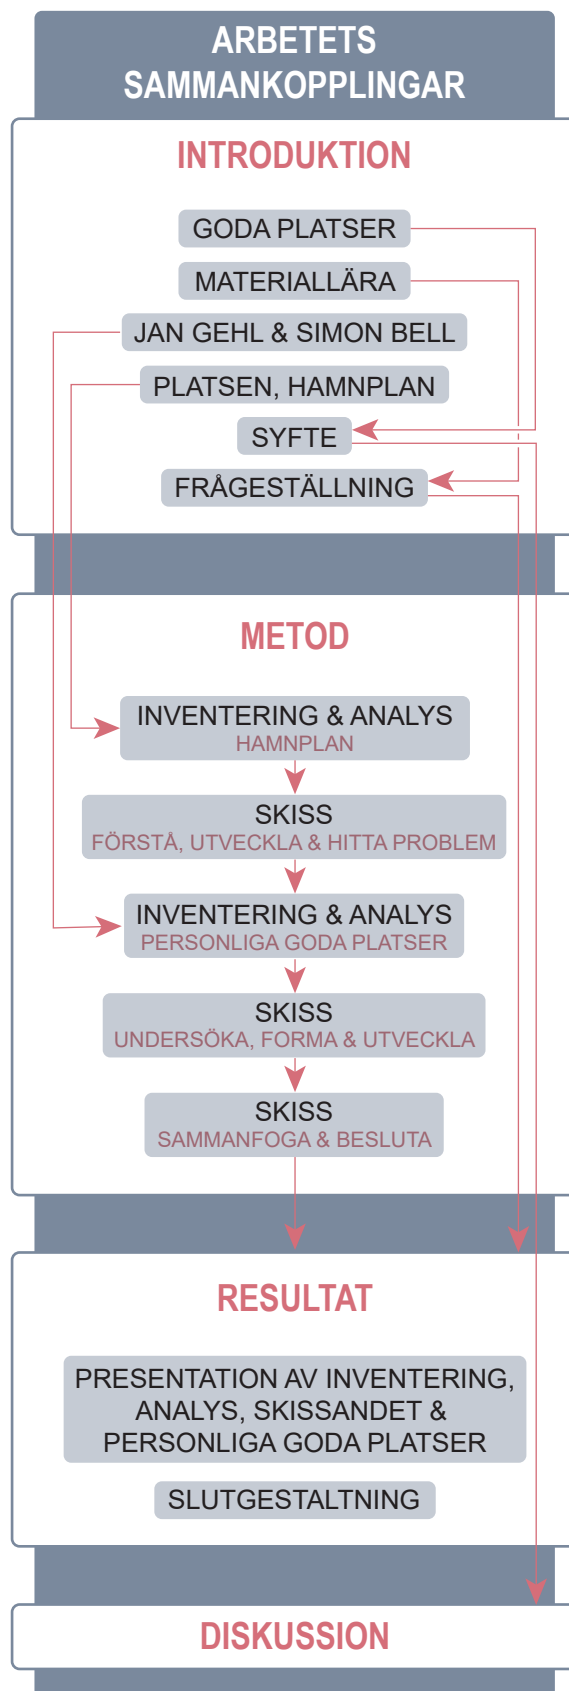 ARBETETS
SAMMANKOPPLINGAR
INTRODUKTION
GODA PLATSER
MATERIALLÄRA
JAN GEHL & SIMON BELL
PLATSEN, HAMNPLAN
SYFTE
FRÅGESTÄLLNING
METOD
INVENTERING & ANALYS
HAMNPLAN
SKISS
FÖRSTÅ, UTVECKLA & HITTA PROBLEM
INVENTERING & ANALYS
PERSONLIGA GODA PLATSER
SKISS
UNDERSÖKA, FORMA & UTVECKLA
SKISS
SAMMANFOGA & BESLUTA
RESULTAT
PRESENTATION AV INVENTERING,
ANALYS, SKISSANDET &
PERSONLIGA GODA PLATSER
SLUTGESTALTNING
DISKUSSION